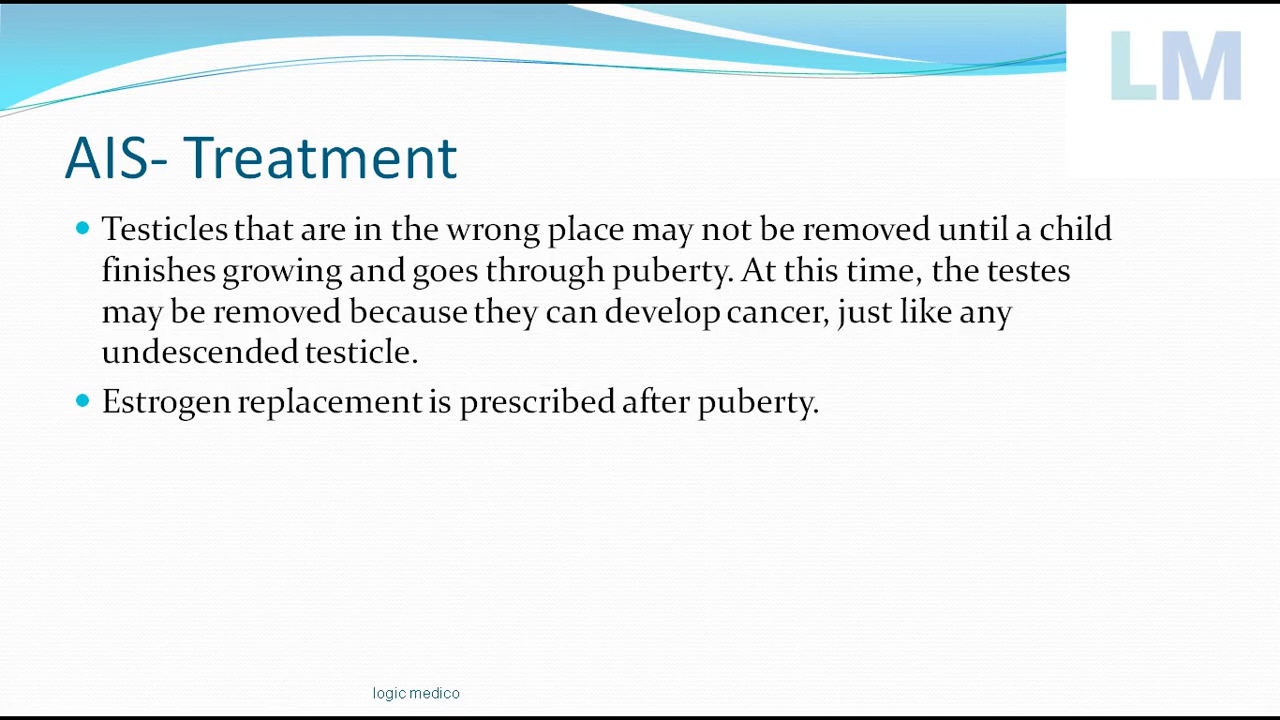 LM
AIS- Treatment
• Testicles that are in the wrong place may not be removed until a child
finishes growing and goes through puberty. At this time, the testes
may be removed because they can develop cancer, just like any
undescended testicle.
• Estrogen replacement is prescribed after puberty.
logic medico